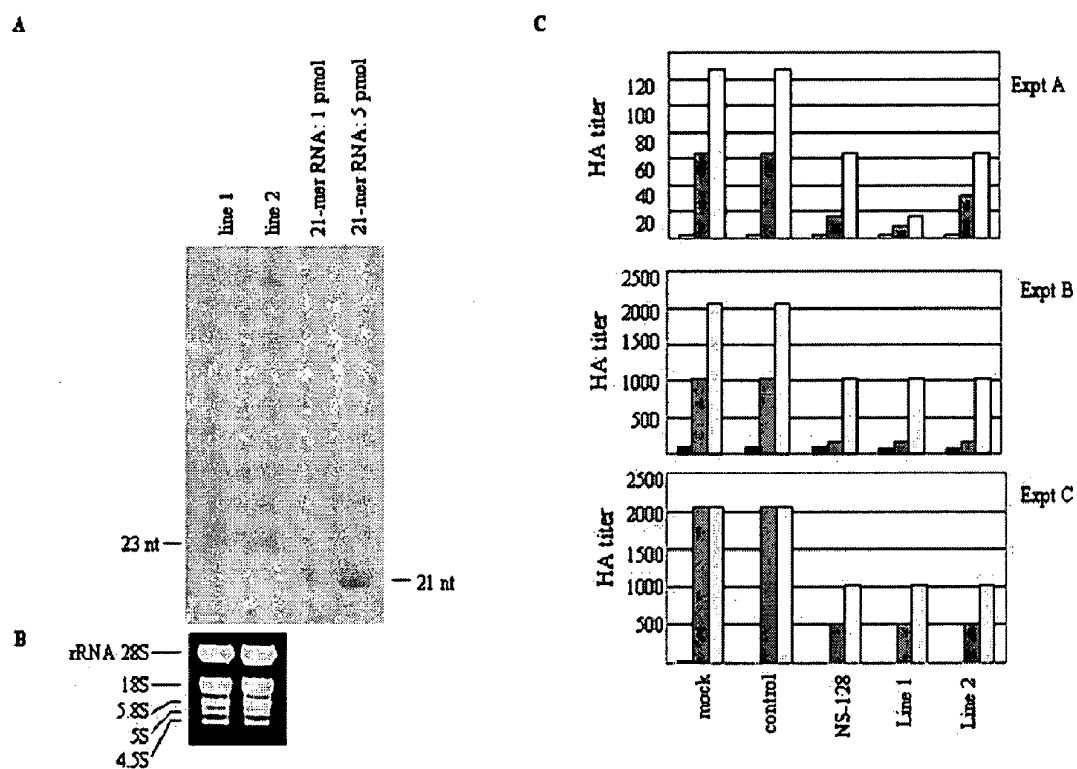 A
line 1
line 2
21-mer RNA: 1 pmol
21-mer RNA: 5 pmol
23 nt
21 nt
B
rRNA 28S
18S
5.8S
5S
4.5S
C
Expt A
HA titer
120
100
80
60
40
20
Expt B
HA titer
2500
2000
1500
1000
500
Expt C
HA titer
2500
2000
1500
1000
500
mock
control
NS-128
Line 1
Line 2